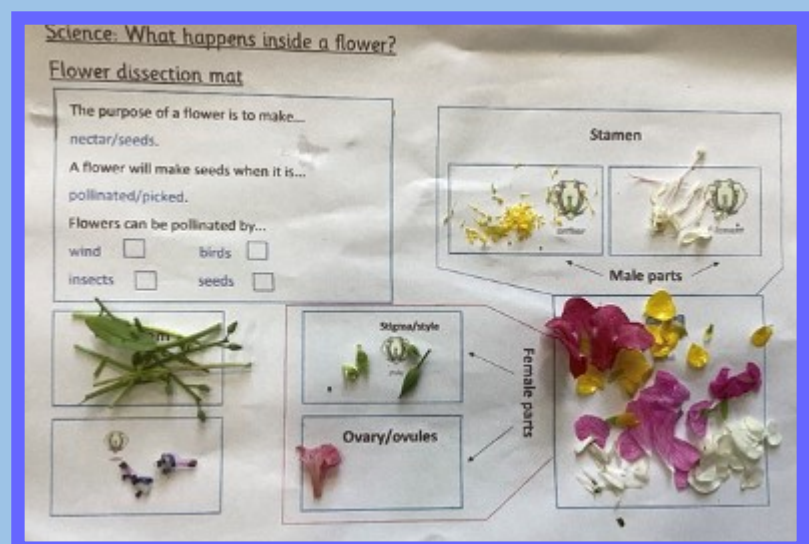 Science: What happens inside a flower?
Flower dissection mat
The purpose of a flower is to make...
nectar/seeds.
A flower will make seeds when it is...
pollinated/picked.
Flowers can be pollinated by...
wind birds
insects seeds
Stamen
Male parts
Stigma/style
Female parts
Ovary/ovules